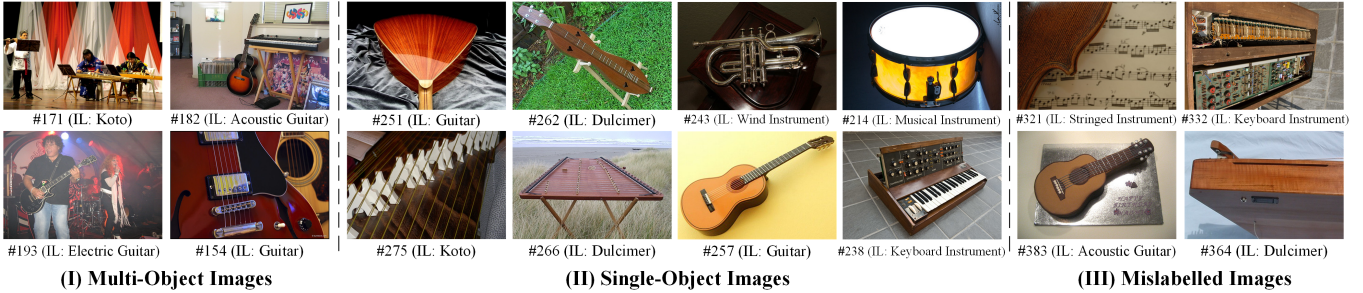 #171 (IL: Koto)
#182 (IL: Acoustic Guitar)
#251 (IL: Guitar)
#262 (IL: Dulcimer)
#243 (IL: Wind Instrument)
#214 (IL: Musical Instrument)
#321 (IL: Stringed Instrument)
#332 (IL: Keyboard Instrument)
#193 (IL: Electric Guitar)
#154 (IL: Guitar)
#275 (IL: Koto)
#266 (IL: Dulcimer)
#257 (IL: Guitar)
#238 (IL: Keyboard Instrument)
#383 (IL: Acoustic Guitar)
#364 (IL: Dulcimer)
(I) Multi-Object Images
(II) Single-Object Images
(III) Mislabelled Images